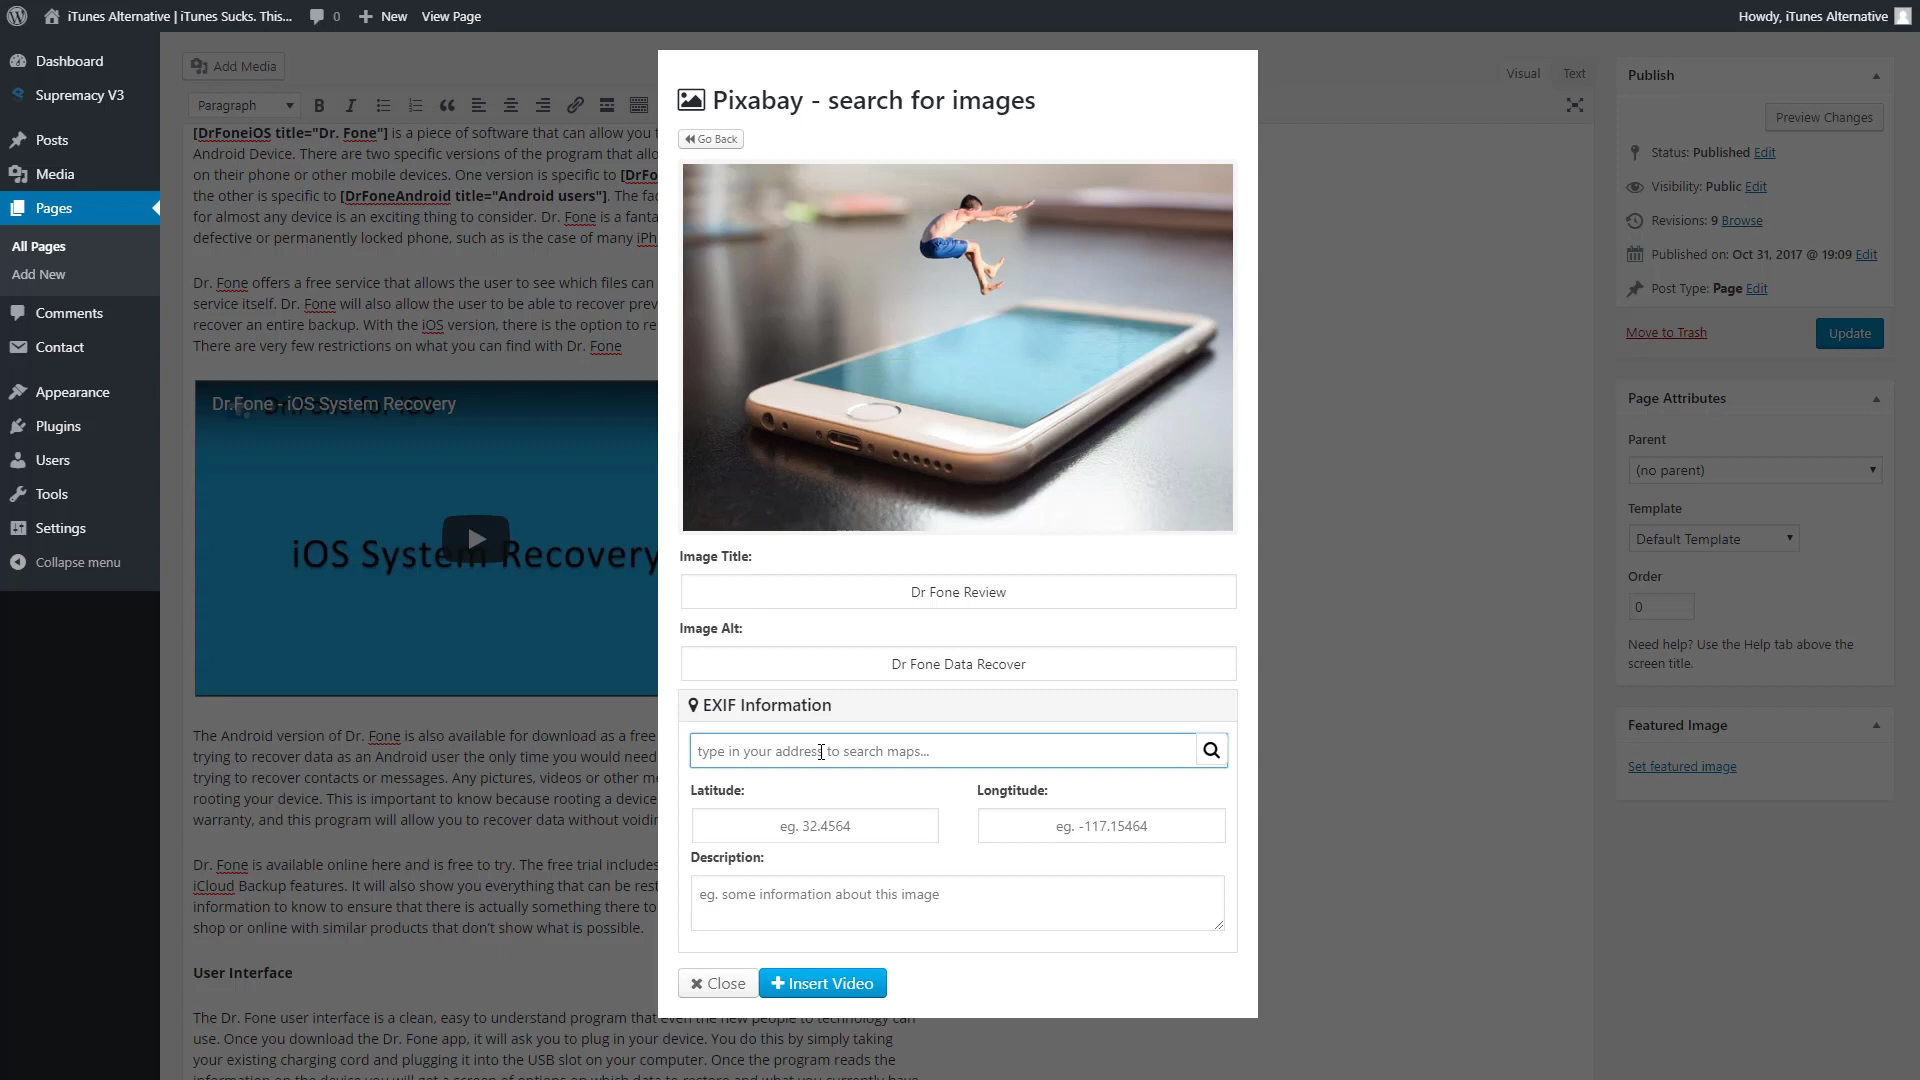 iTunes Alternative | iTunes Sucks. This...
0
New
View Page
Howdy, iTunes Alternative
Dashboard
Supremacy V3
Posts
Media
Pages
All Pages
Add New
Comments
Contact
Appearance
Plugins
Users
Tools
Settings
Collapse menu
Add Media
Visual
Text
Paragraph
[DrFoneiOS title="Dr. Fone"] is a piece of software that can allow you
Android Device. There are two specific versions of the program that
on their phone or other mobile devices. One version is specific to
the other is specific to [DrFoneAndroid title="Android users"]. The
for almost any device is an exciting thing to consider. Dr. Fone is a
defective or permanently locked phone, such as is the case of many
Dr. Fone offers a free service that allows the user to see which files can
service itself. Dr. Fone will also allow the user to be able to recover
recover an entire backup. With the iOS version, there is the option to
There are very few restrictions on what you can find with Dr. Fone
Dr.Fone - iOS System Recovery
iOS System Recovery
The Android version of Dr. Fone is also available for download as a free
trying to recover data as an Android user the only time you would need
trying to recover contacts or messages. Any pictures, videos or other
rooting your device. This is important to know because rooting a device
warranty, and this program will allow you to recover data without
Dr. Fone is available online here and is free to try. The free trial includes
iCloud Backup features. It will also show you everything that can be
information to know to ensure that there is actually something there to
shop or online with similar products that don't show what is possible.
User Interface
The Dr. Fone user interface is a clean, easy to understand program that even the new people to technology can
use. Once you download the Dr. Fone app, it will ask you to plug in your device. You do this by simply taking
your existing charging cord and plugging it into the USB slot on your computer. Once the program reads the
information on the device you will get a screen of options on which data to restore and what you currently have
Pixabay - search for images
Go Back
Image Title:
Dr Fone Review
Image Alt:
Dr Fone Data Recover
EXIF Information
type in your address to search maps...
Latitude:
Longtitude:
eg. 32.4564
eg. -117.15464
Description:
eg. some information about this image
Close
Insert Video
Publish
Preview Changes
Status: Published Edit
Visibility: Public Edit
Revisions: 9 Browse
Published on: Oct 31, 2017 @ 19:09 Edit
Post Type: Page Edit
Move to Trash
Update
Page Attributes
Parent
(no parent)
Template
Default Template
Order
0
Need help? Use the Help tab above the
screen title.
Featured Image
Set featured image